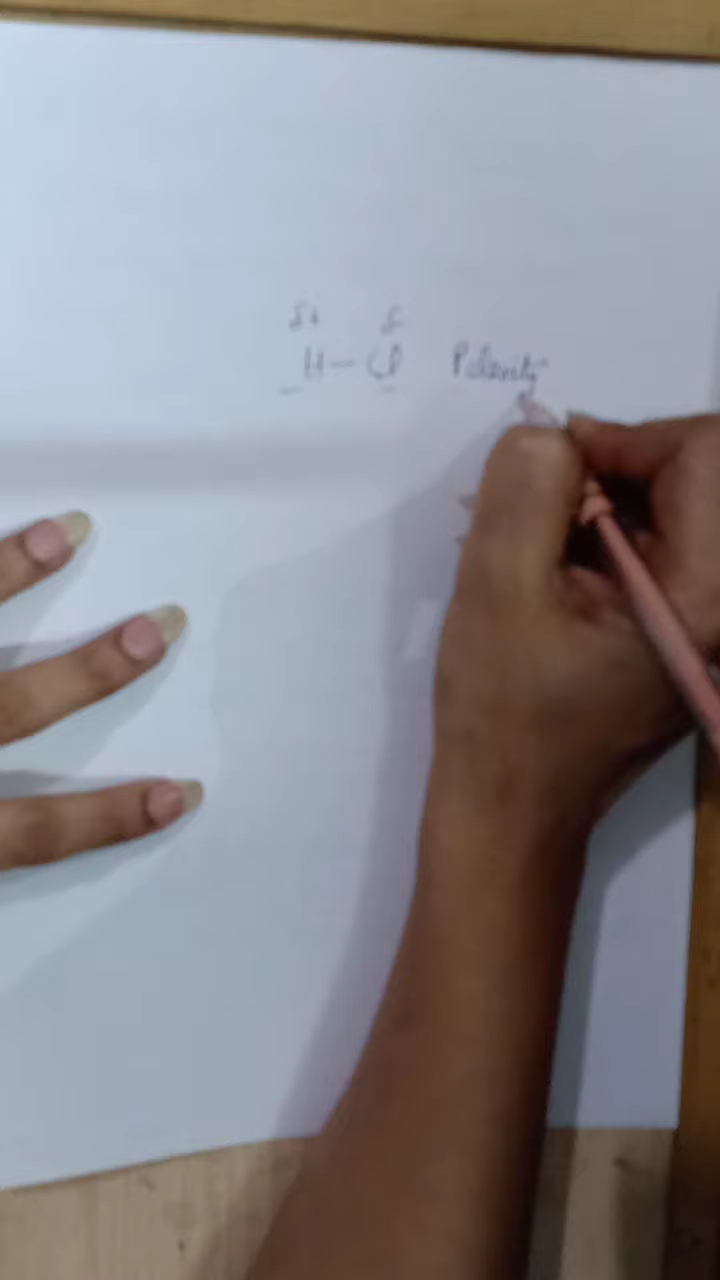 δ+ δ-
H — Cl Polarity